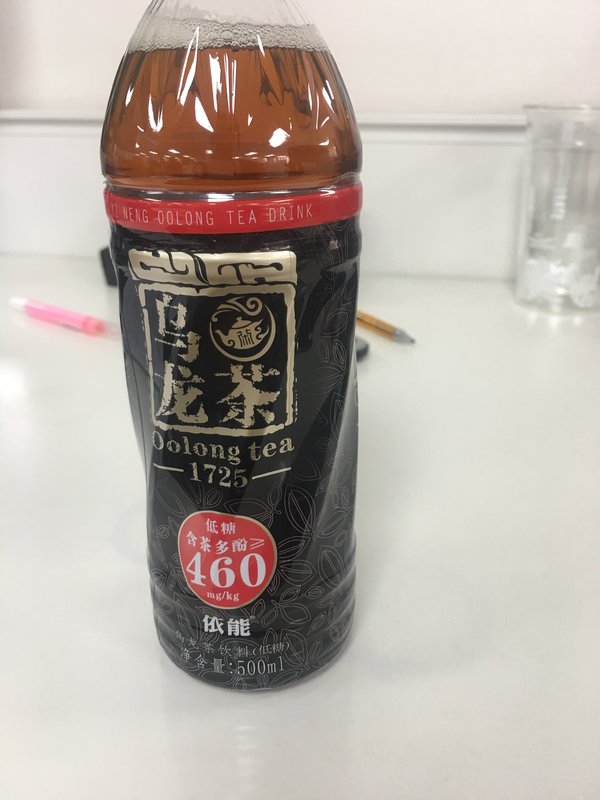 YI NENG OOLONG TEA DRINK
乌
龙茶
Oolong tea
1725
低糖
含茶多酚≥
460
mg/kg
依能
乌龙茶饮料(低糖)
净含量:500ml